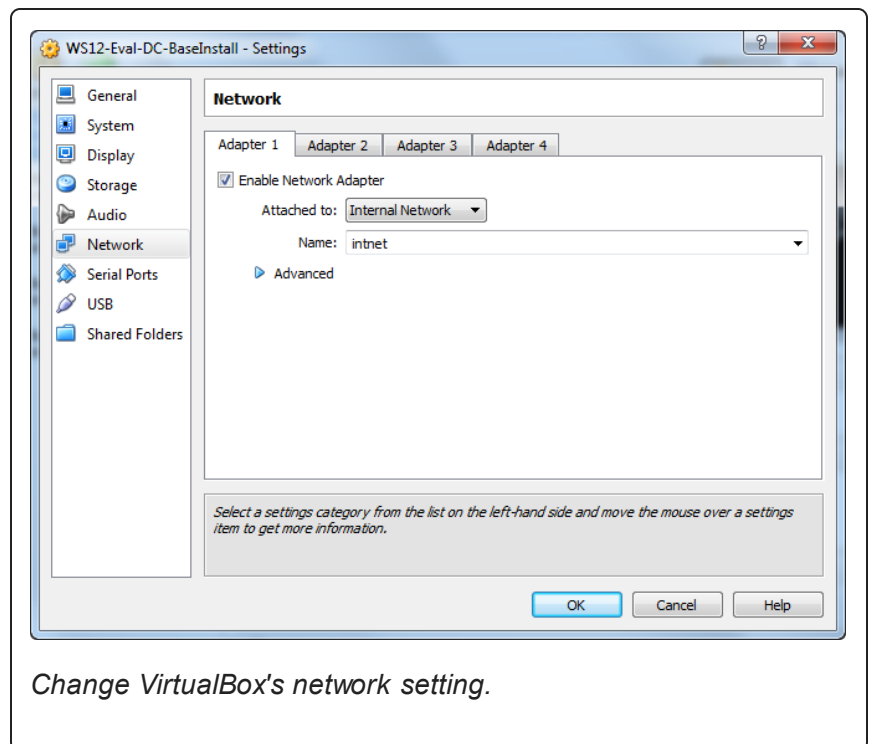 WS12-Eval-DC-BaseInstall - Settings
?
X
General
System
Display
Storage
Audio
Network
Serial Ports
USB
Shared Folders
Network
Adapter 1
Adapter 2
Adapter 3
Adapter 4
Enable Network Adapter
Attached to: Internal Network
Name: intnet
Advanced
Select a settings category from the list on the left-hand side and move the mouse over a settings
item to get more information.
OK
Cancel
Help
Change VirtualBox's network setting.